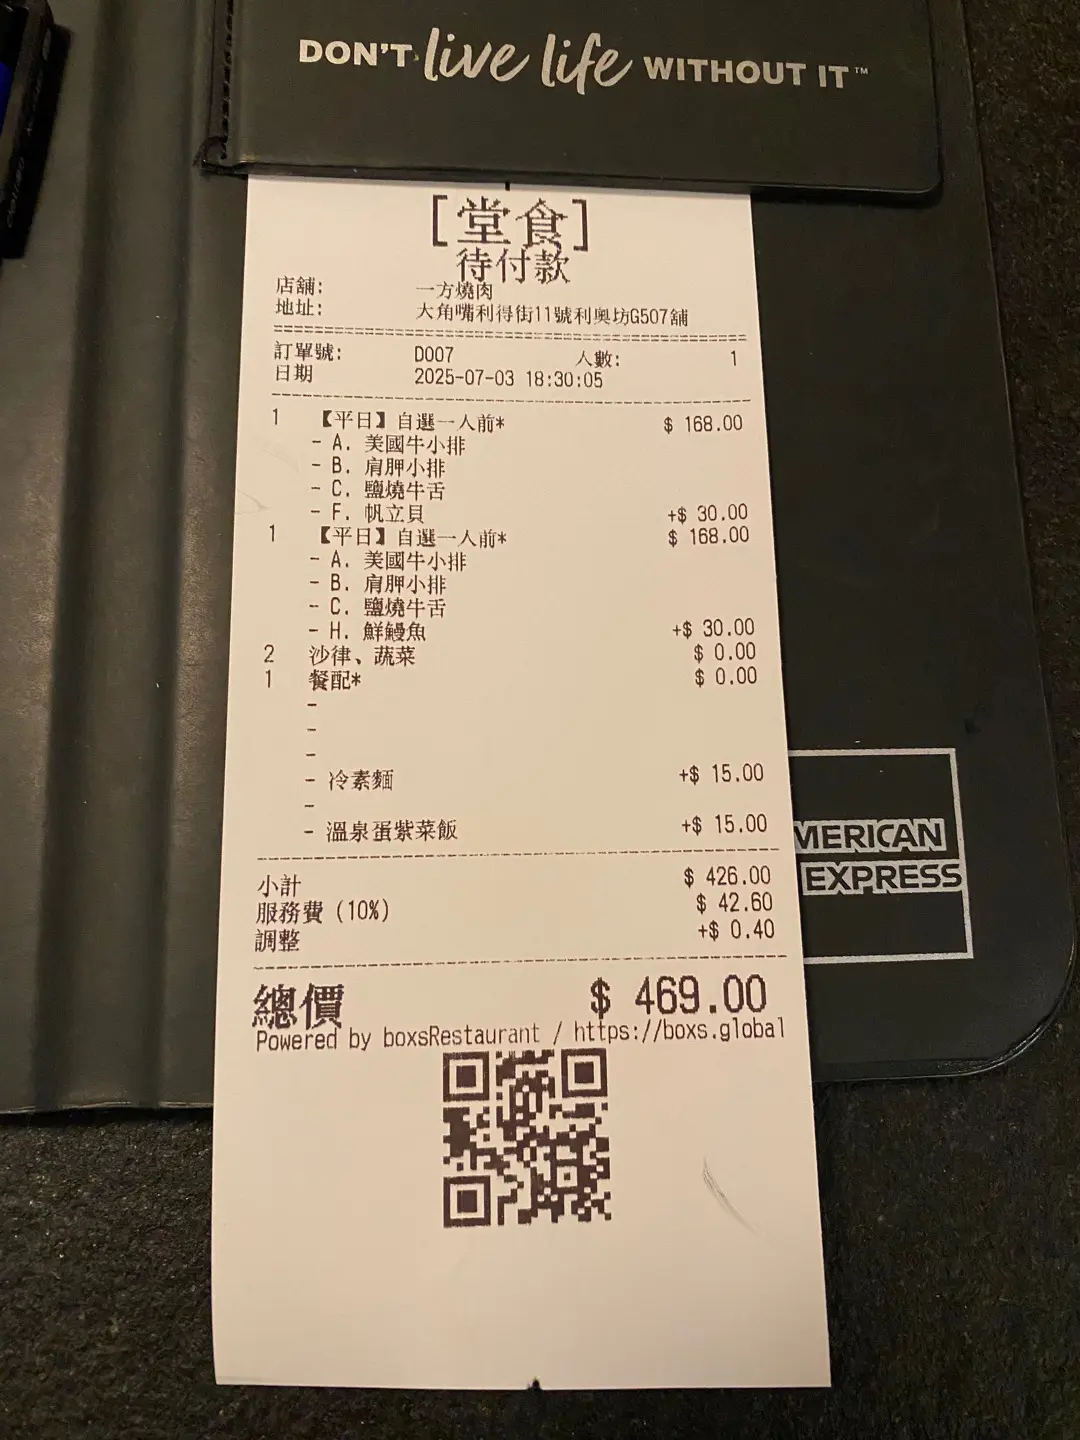 DON'T live life WITHOUT IT™
[堂食]
待付款
店舖: 一方燒肉
地址: 大角嘴利得街11號利奧坊G507舖
訂單號: D007 人數: 1
日期 2025-07-03 18:30:05
1 【平日】自選一人前* $ 168.00
- A. 美國牛小排
- B. 肩胛小排
- C. 鹽燒牛舌
- F. 帆立貝 +$ 30.00
1 【平日】自選一人前* $ 168.00
- A. 美國牛小排
- B. 肩胛小排
- C. 鹽燒牛舌
- H. 鮮鰻魚 +$ 30.00
2 沙律、蔬菜 $ 0.00
1 餐配* $ 0.00
-
-
-
- 冷素麵 +$ 15.00
-
- 溫泉蛋紫菜飯 +$ 15.00
小計 $ 426.00
服務費 (10%) $ 42.60
調整 +$ 0.40
總價 $ 469.00
Powered by boxsRestaurant / https://boxs.global
MERICAN
EXPRESS